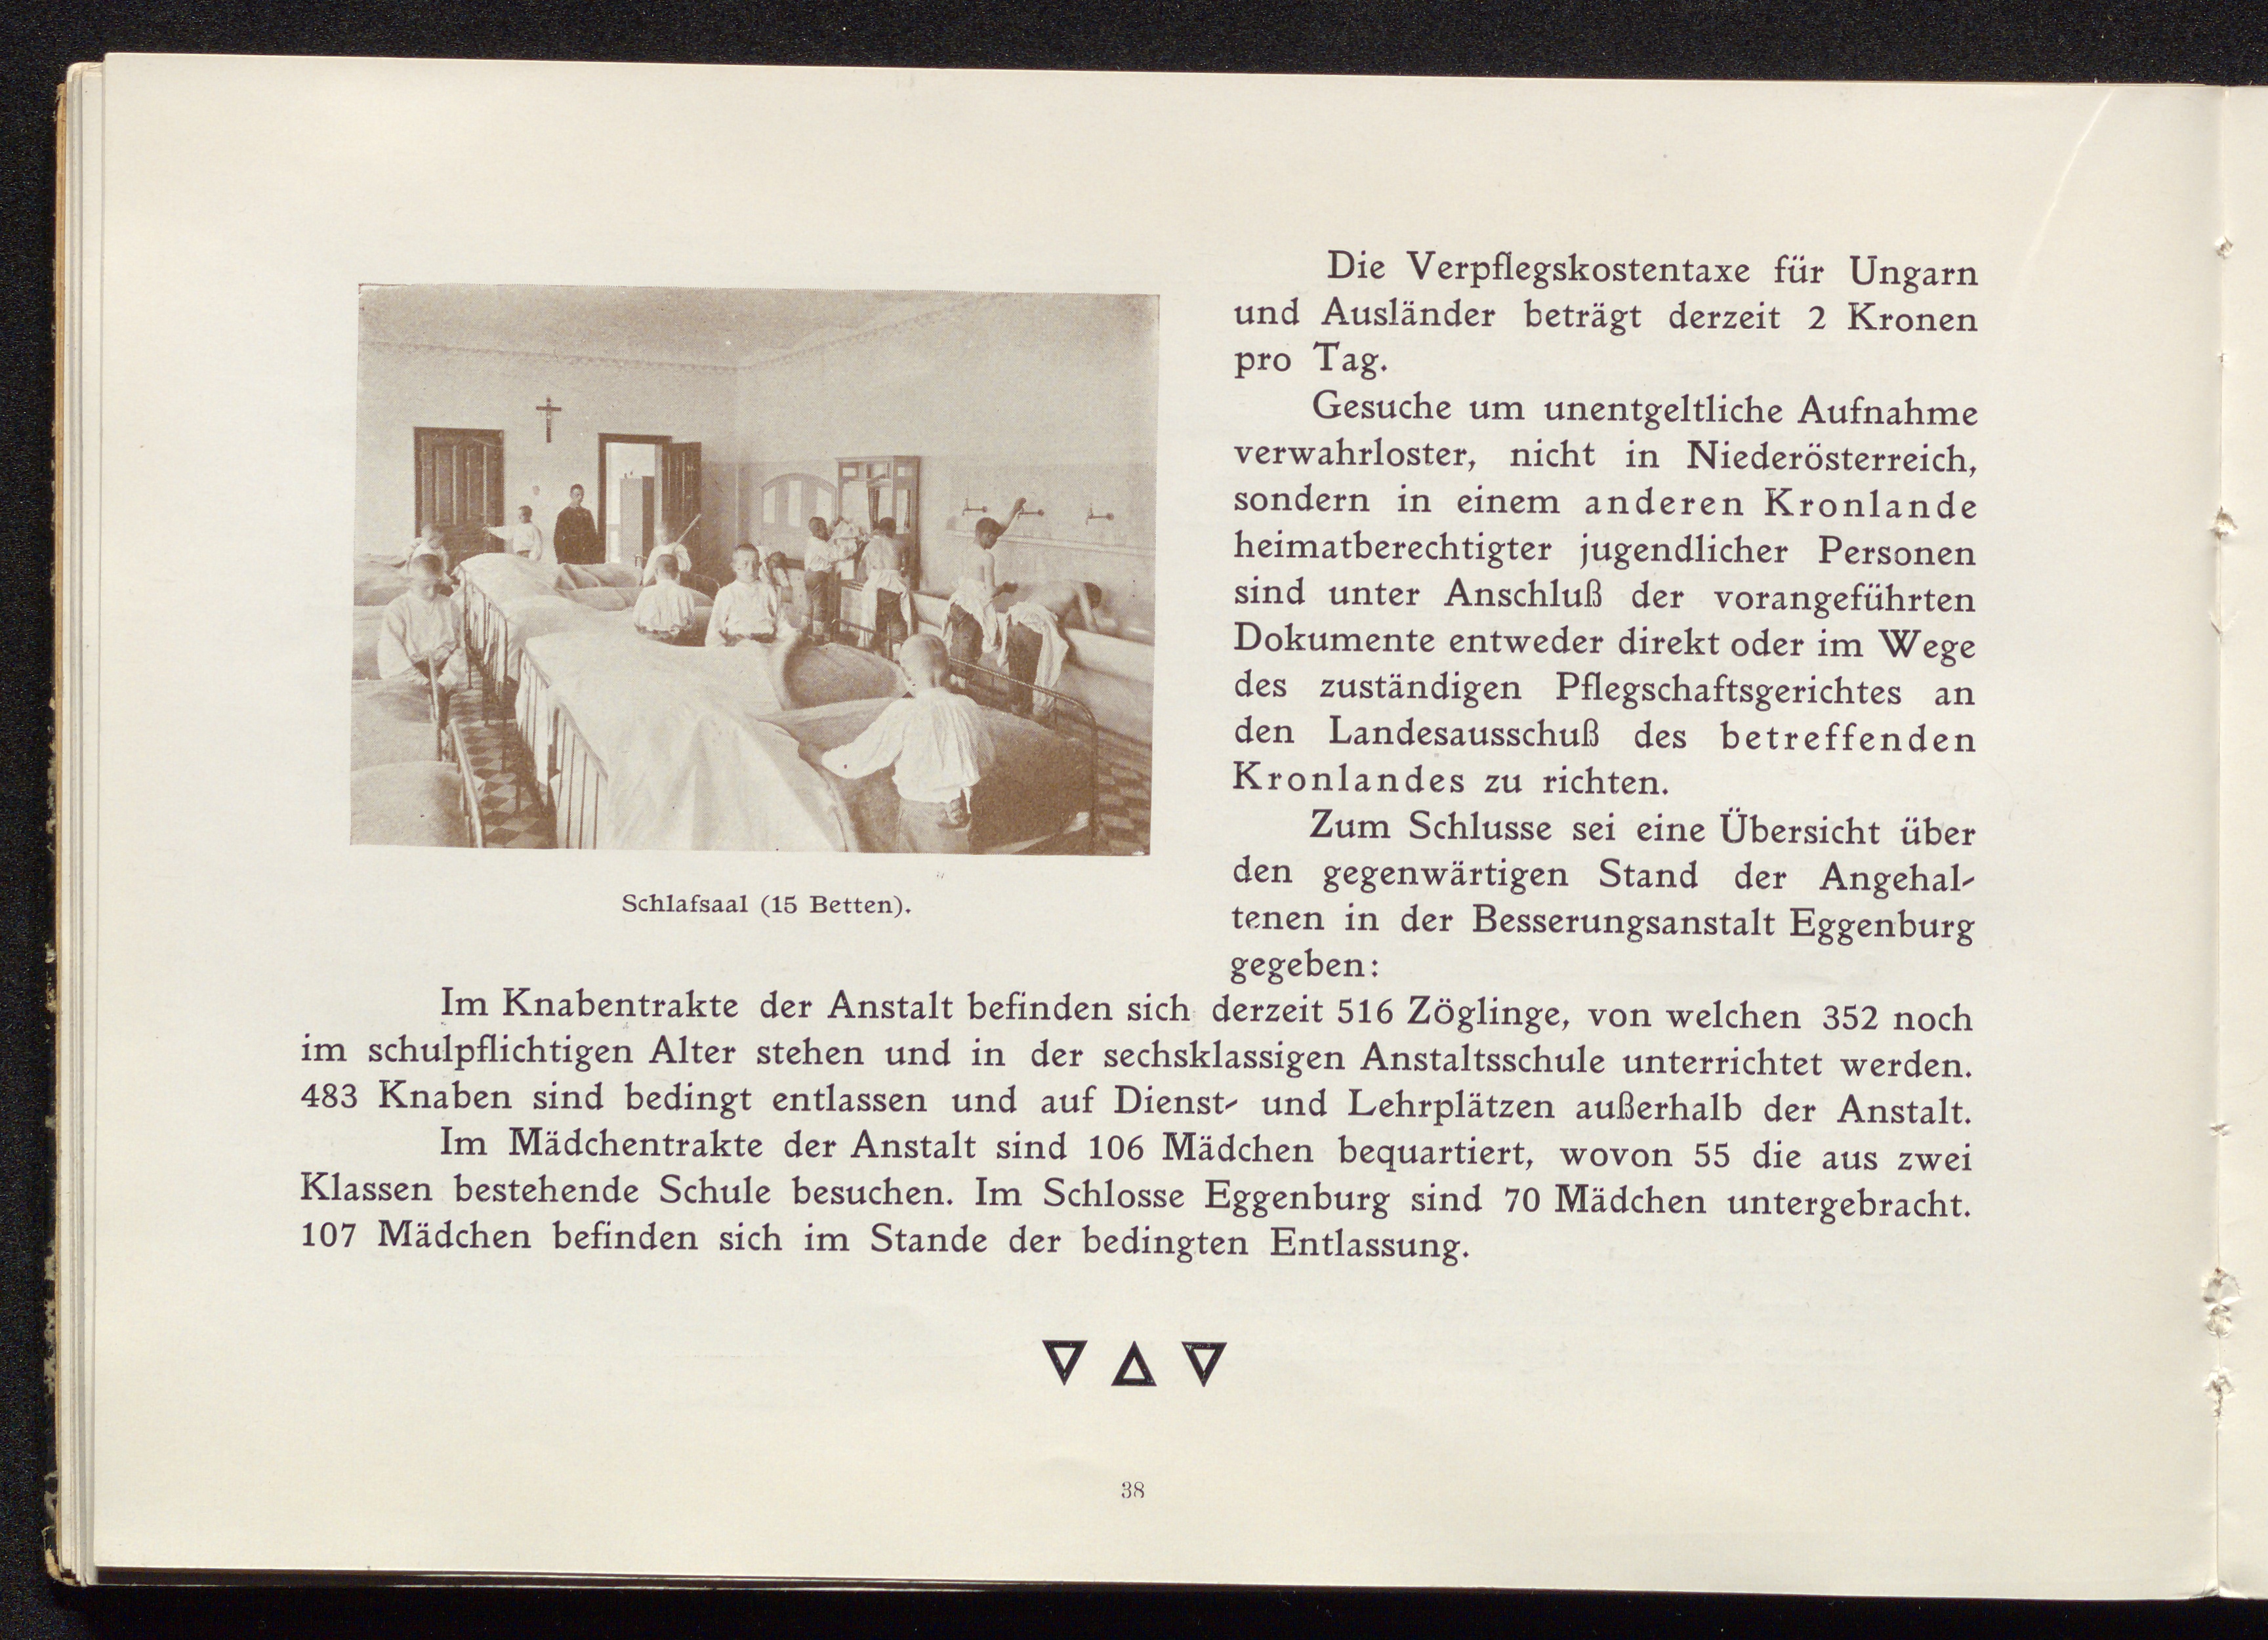 Die Verpflegskostentaxe für Ungarn
und Ausländer beträgt derzeit 2 Kronen
pro Tag.
Gesuche um unentgeltliche Aufnahme
verwahrloster, nicht in Niederösterreich,
sondern in einem anderen Kronlande
heimatberechtigter jugendlicher Personen
sind unter Anschluß der vorangeführten
Dokumente entweder direkt oder im Wege
des zuständigen Pflegschaftsgerichtes an
den Landesausschuß des betreffenden
Kronlandes zu richten.
Zum Schlusse sei eine Übersicht über
den gegenwärtigen Stand der Angehal-
tenen in der Besserungsanstalt Eggenburg
gegeben:
Schlafsaal (15 Betten).
Im Knabentrakte der Anstalt befinden sich derzeit 516 Zöglinge, von welchen 352 noch
im schulpflichtigen Alter stehen und in der sechsklassigen Anstaltsschule unterrichtet werden.
483 Knaben sind bedingt entlassen und auf Dienst- und Lehrplätzen außerhalb der Anstalt.
Im Mädchentrakte der Anstalt sind 106 Mädchen bequartiert, wovon 55 die aus zwei
Klassen bestehende Schule besuchen. Im Schlosse Eggenburg sind 70 Mädchen untergebracht.
107 Mädchen befinden sich im Stande der bedingten Entlassung.
38